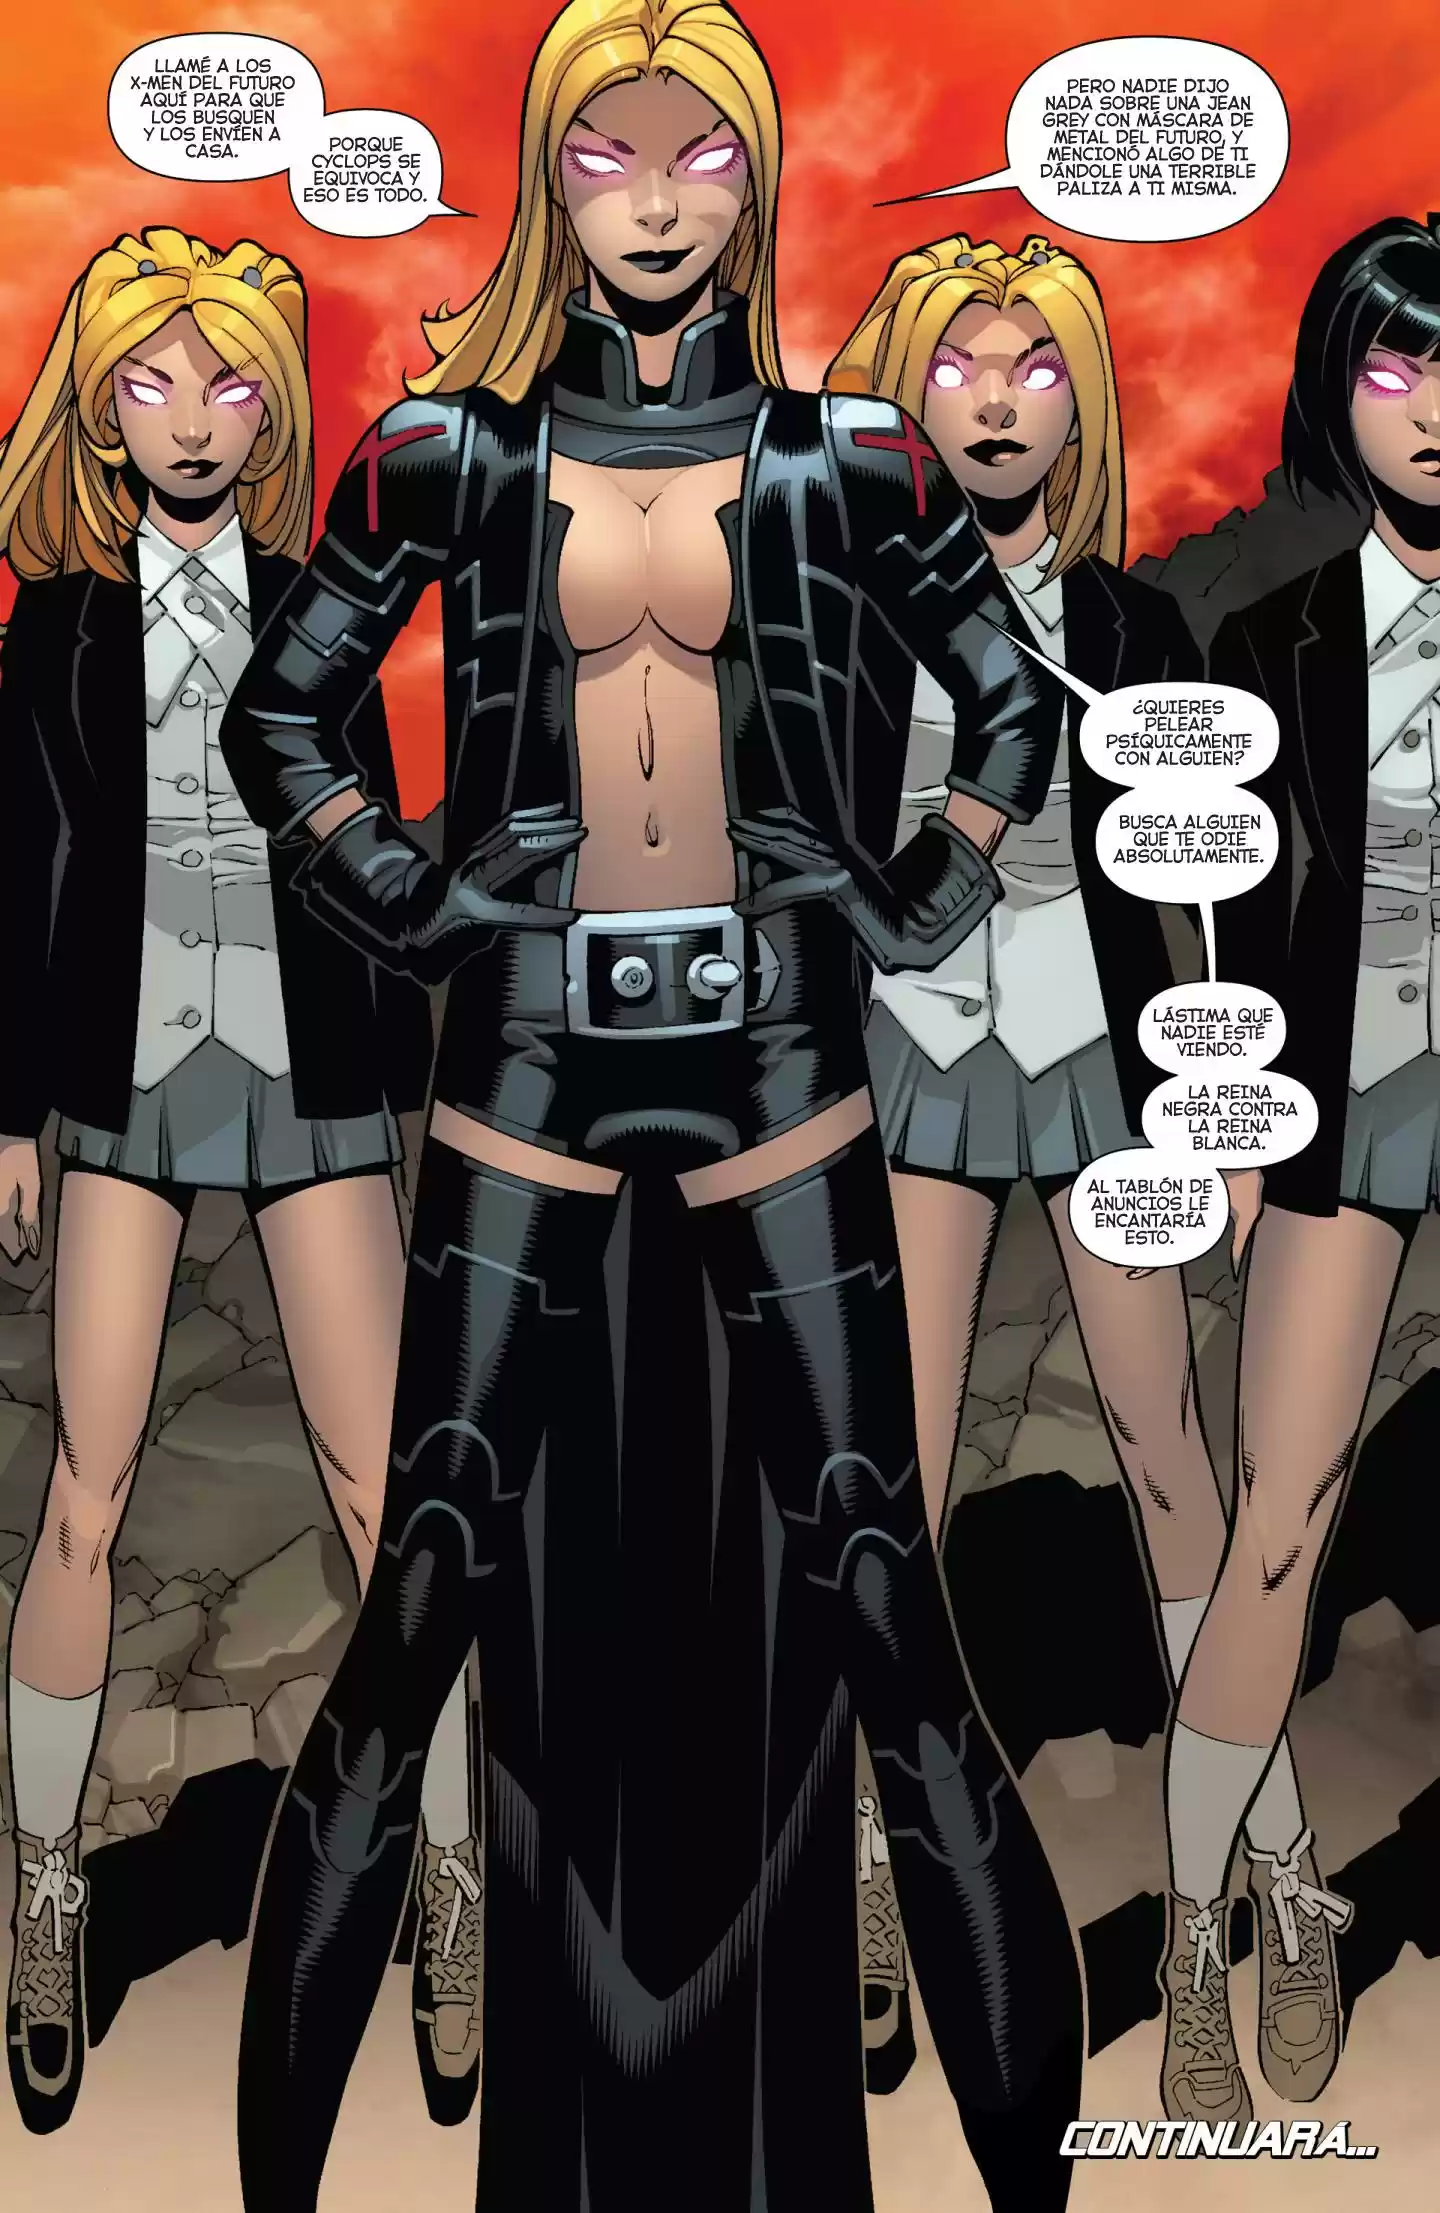 LLAMÉ A LOS
X-MEN DEL FUTURO
AQUÍ PARA QUE
LOS BUSQUEN
Y LOS ENVÍEN A
CASA.
PORQUE
CYCLOPS SE
EQUIVOCA Y
ESO ES TODO.
PERO NADIE DIJO
NADA SOBRE UNA JEAN
GREY CON MÁSCARA DE
METAL DEL FUTURO, Y
MENCIONÓ ALGO DE TI
DÁNDOLE UNA TERRIBLE
PALIZA A TI MISMA.
¿QUIERES
PELEAR
PSÍQUICAMENTE
CON ALGUIEN?
BUSCA ALGUIEN
QUE TE ODIE
ABSOLUTAMENTE.
LÁSTIMA QUE
NADIE ESTÉ
VIENDO.
LA REINA
NEGRA CONTRA
LA REINA
BLANCA.
AL TABLÓN DE
ANUNCIOS LE
ENCANTARÍA
ESTO.
CONTINUARÁ...